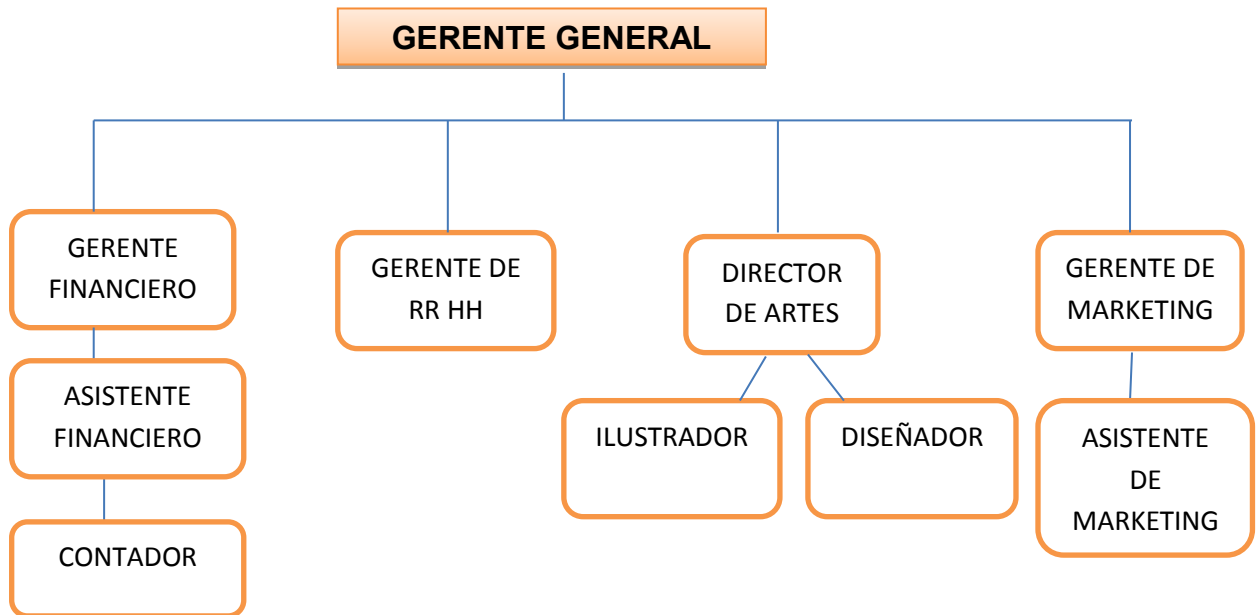 GERENTE GENERAL
GERENTE
FINANCIERO
GERENTE DE
RR HH
DIRECTOR
DE ARTES
GERENTE DE
MARKETING
ASISTENTE
FINANCIERO
ILUSTRADOR
DISEÑADOR
ASISTENTE
DE
MARKETING
CONTADOR